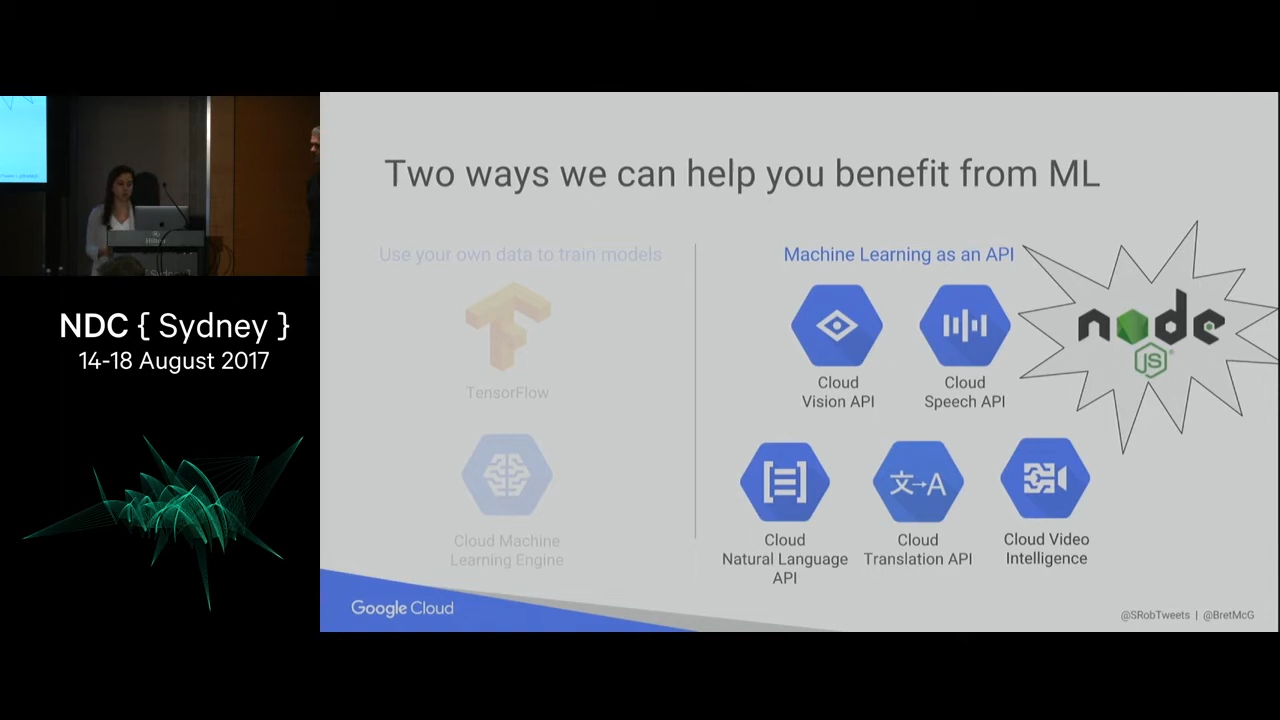 Hilton
NDC { Sydney }
14-18 August 2017
Two ways we can help you benefit from ML
Use your own data to train models
TensorFlow
Cloud Machine
Learning Engine
Machine Learning as an API
Cloud
Vision API
Cloud
Speech API
node
JS
Cloud
Natural Language
API
文→A
Cloud
Translation API
Cloud Video
Intelligence
Google Cloud
@SRobTweets | @BretMcG